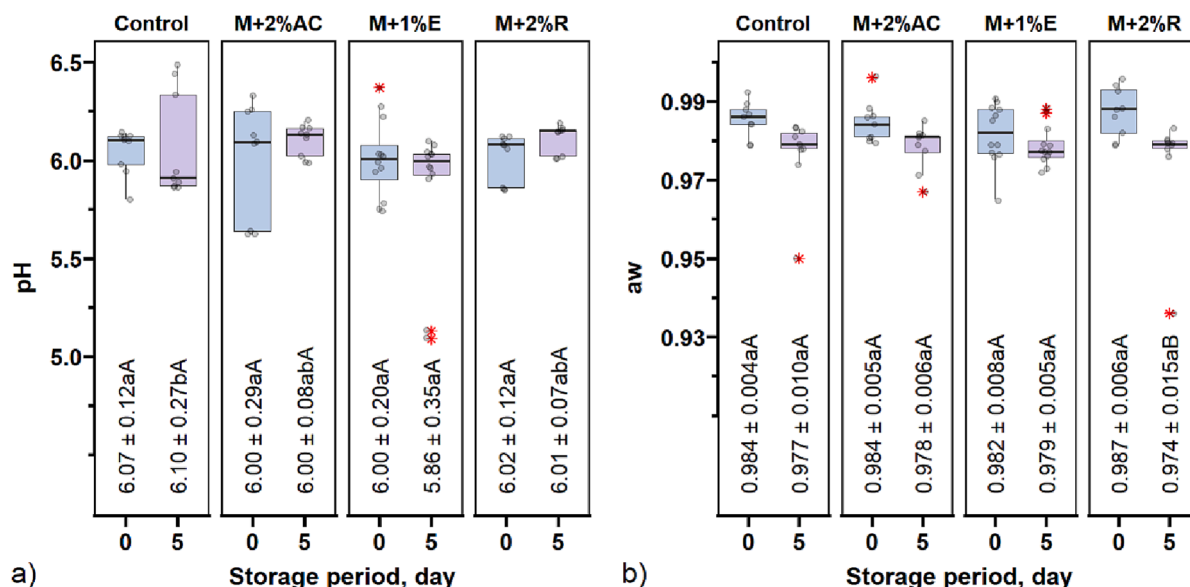 Control M+2%AC M+1%E M+2%R
pH
6.5
6.0
5.5
5.0
6.07 ± 0.12aA
6.10 ± 0.27bA
6.00 ± 0.29aA
6.00 ± 0.08abA
6.00 ± 0.20aA
5.86 ± 0.35aA
6.02 ± 0.12aA
6.01 ± 0.07abA
0 5 0 5 0 5 0 5
a) Storage period, day
Control M+2%AC M+1%E M+2%R
aw
0.99
0.97
0.95
0.93
0.984 ± 0.004aA
0.977 ± 0.010aA
0.984 ± 0.005aA
0.978 ± 0.006aA
0.982 ± 0.008aA
0.979 ± 0.005aA
0.987 ± 0.006aA
0.974 ± 0.015aB
0 5 0 5 0 5 0 5
b) Storage period, day